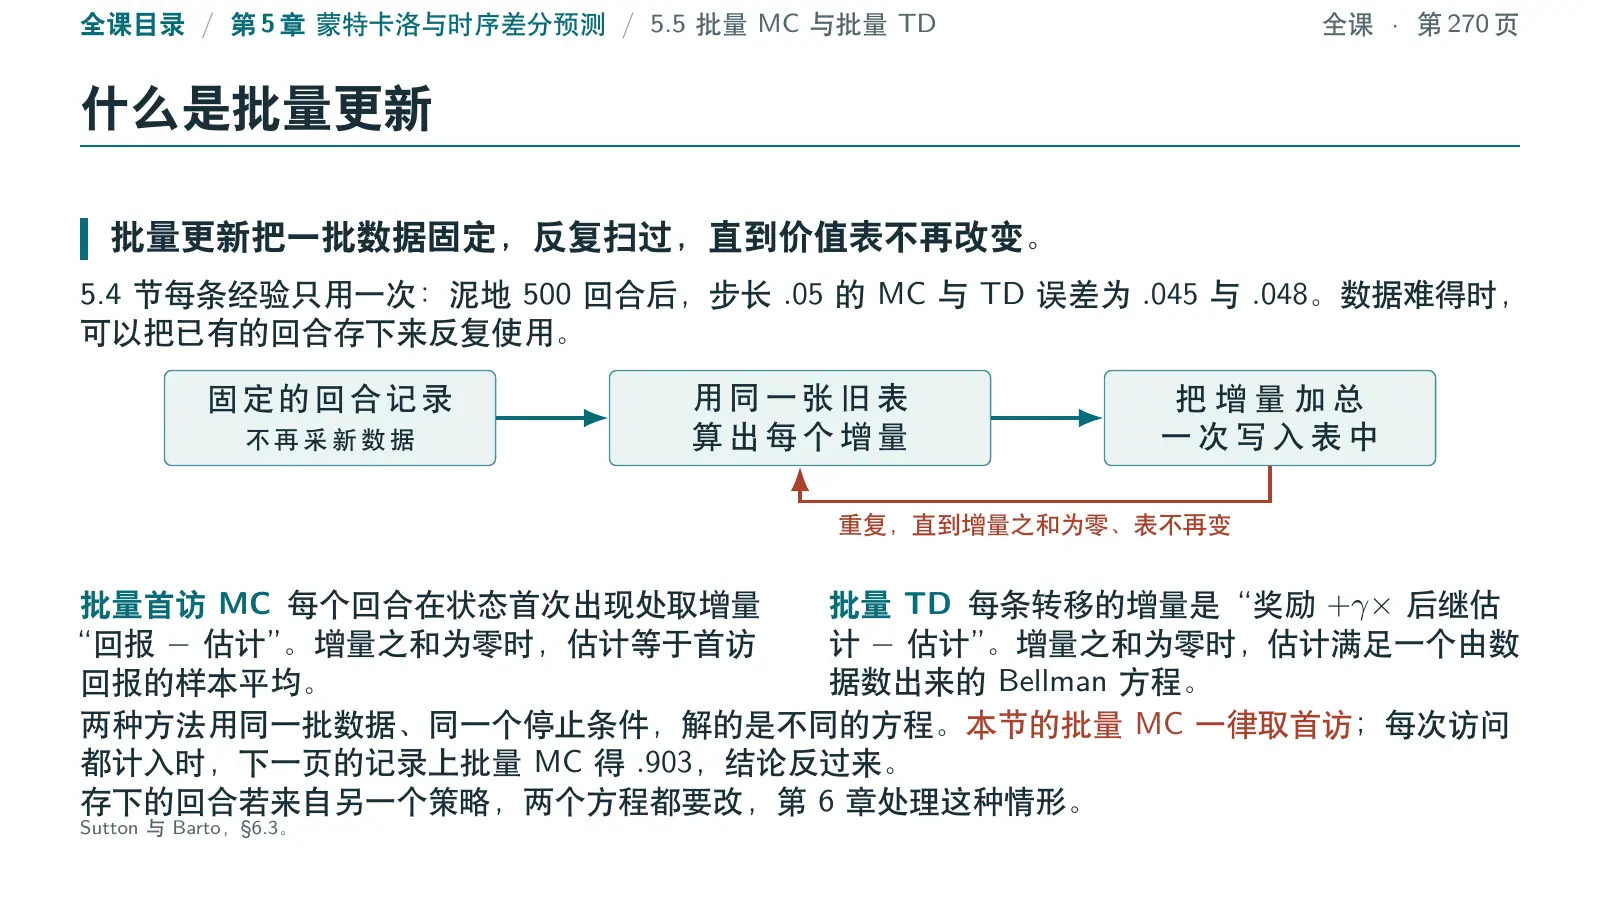 全课目录 / 第 5 章 蒙特卡洛与时序差分预测 / 5.5 批量 MC 与批量 TD
全课 · 第 270 页
什么是批量更新
批量更新把一批数据固定，反复扫过，直到价值表不再改变。
5.4 节每条经验只用一次：泥地 500 回合后，步长 .05 的 MC 与 TD 误差为 .045 与 .048。数据难得时，
可以把已有的回合存下来反复使用。
固定的回合记录
不再采新数据
用同一张旧表
算出每个增量
把增量加总
一次写入表中
重复，直到增量之和为零、表不再变
批量首访 MC 每个回合在状态首次出现处取增量
“回报 − 估计”。增量之和为零时，估计等于首访
回报的样本平均。
批量 TD 每条转移的增量是 “奖励 +γ× 后继估
计 − 估计”。增量之和为零时，估计满足一个由数
据数出来的 Bellman 方程。
两种方法用同一批数据、同一个停止条件，解的是不同的方程。本节的批量 MC 一律取首访；每次访问
都计入时，下一页的记录上批量 MC 得 .903，结论反过来。
存下的回合若来自另一个策略，两个方程都要改，第 6 章处理这种情形。
Sutton 与 Barto，§6.3。